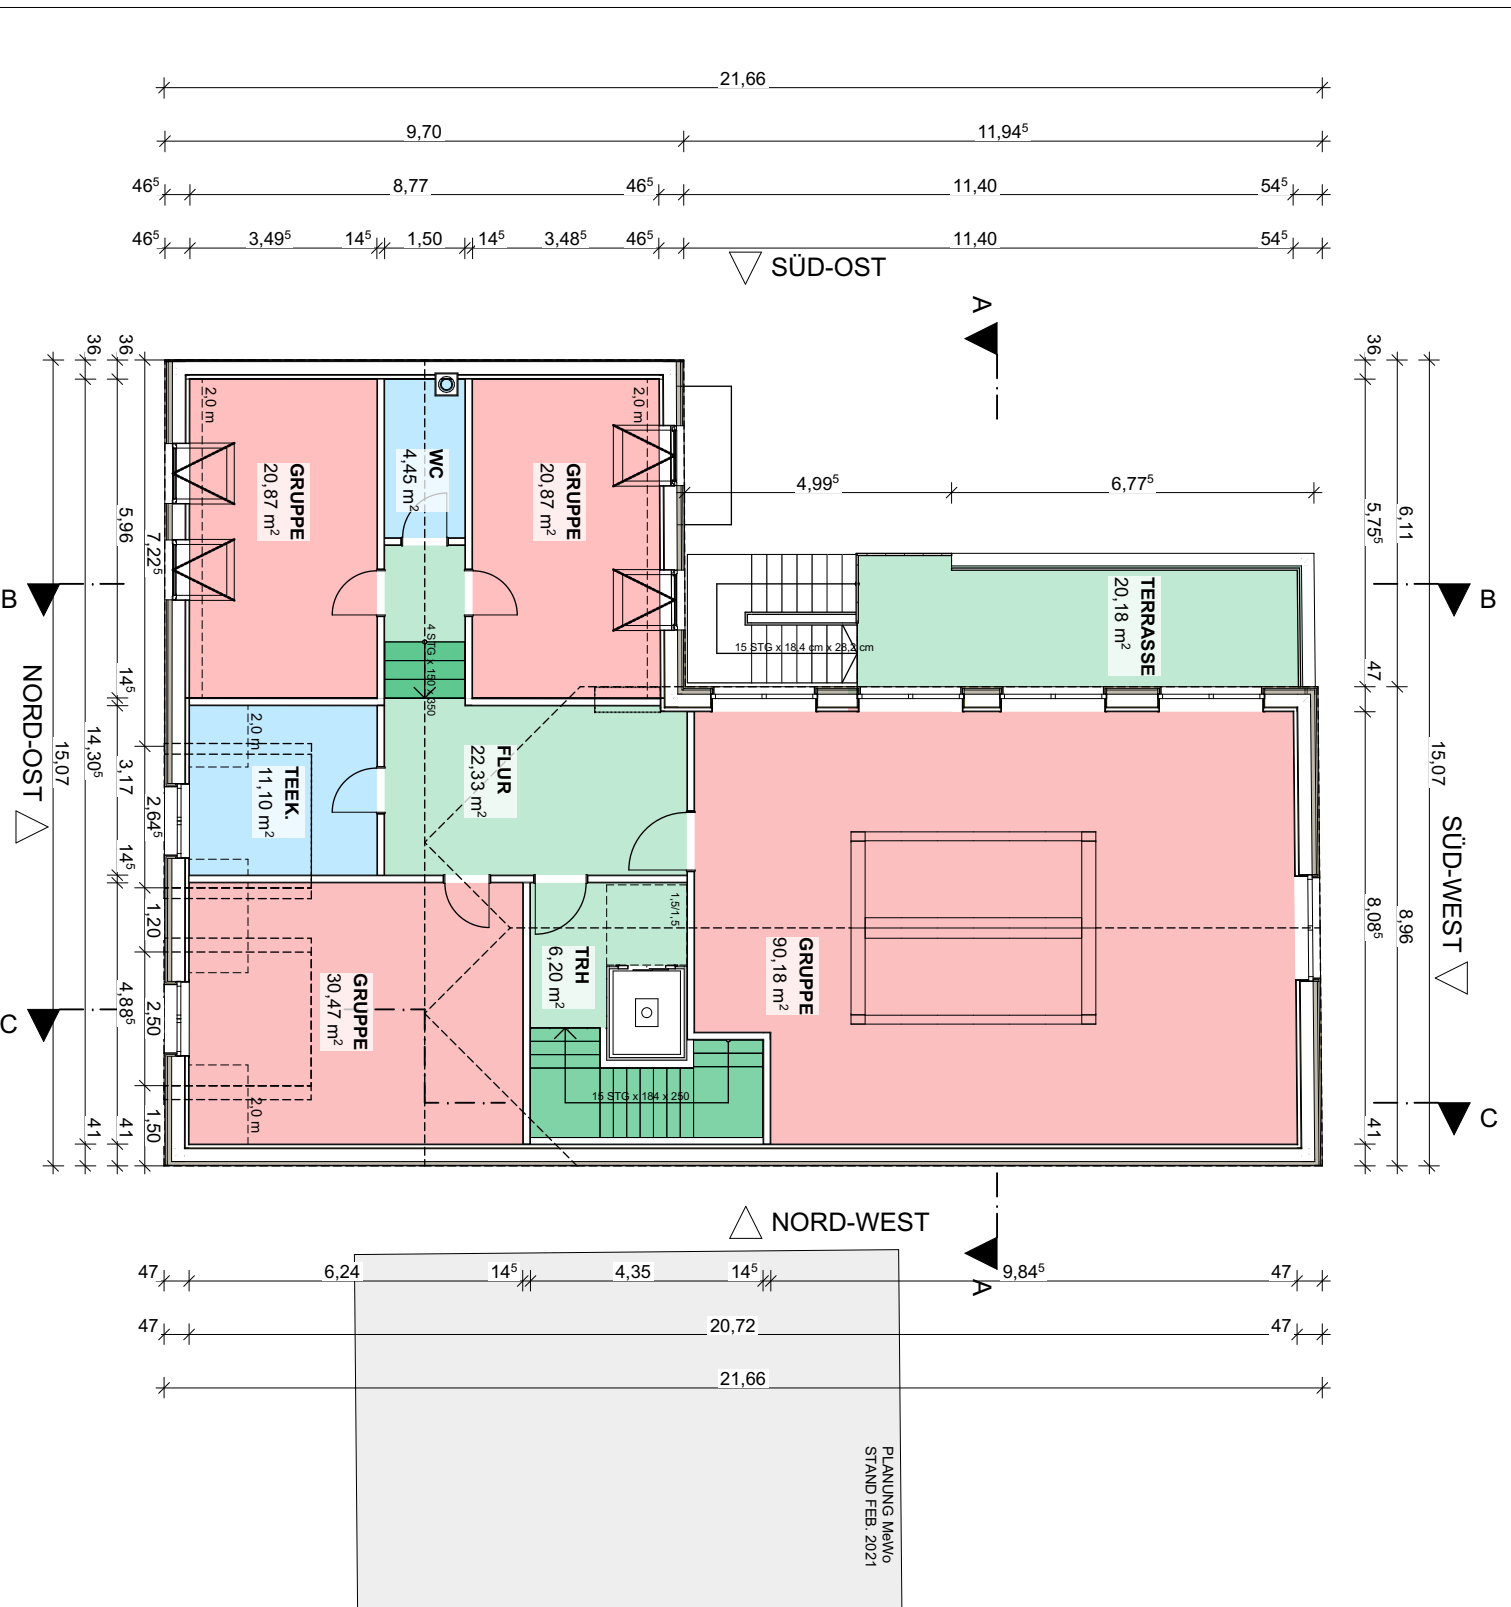 21,66
9,70
11,94⁵
46⁵
8,77
46⁵
11,40
54⁵
46⁵
3,49⁵
14⁵
1,50
14⁵
3,48⁵
46⁵
11,40
54⁵
SÜD-OST
A
36
36
36
2,0 m
2,0 m
GRUPPE
20,87 m²
WC
4,45 m²
GRUPPE
20,87 m²
4,99⁵
6,77⁵
5,96
7,22⁵
5,75⁵
6,11
B
B
TERRASSE
20,18 m²
4 STG x 150 x 350
15 STG x 18,4 cm x 28,2 cm
14⁵
47
NORD-OST
15,07
14,30⁵
3,17
2,64⁵
14⁵
2,0 m
TEEK.
11,10 m²
FLUR
22,33 m²
15,07
SÜD-WEST
1,20
4,88⁵
2,50
1,50
8,08⁵
8,96
1,5/1,5
TRH
6,20 m²
GRUPPE
90,18 m²
GRUPPE
30,47 m²
C
C
15 STG x 184 x 250
2,0 m
41
41
41
NORD-WEST
A
47
6,24
14⁵
4,35
14⁵
9,84⁵
47
47
20,72
47
21,66
PLANUNG MeWo
STAND FEB. 2021